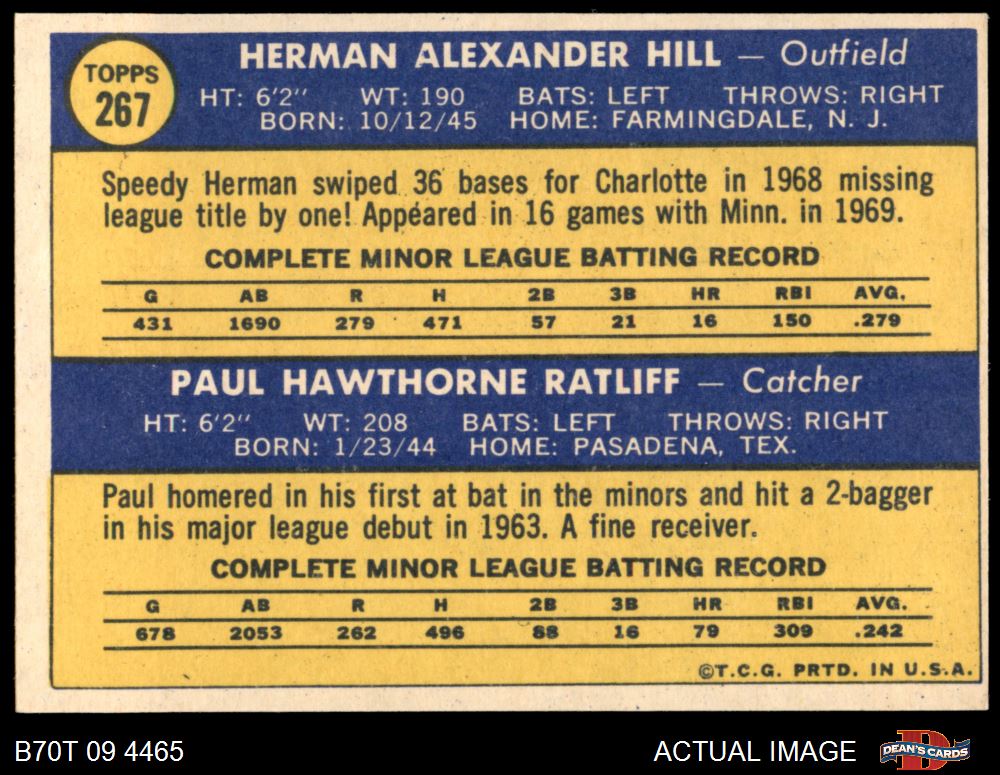 TOPPS
267
HERMAN ALEXANDER HILL — Outfield
HT: 6'2" WT: 190 BATS: LEFT THROWS: RIGHT
BORN: 10/12/45 HOME: FARMINGDALE, N. J.
Speedy Herman swiped 36 bases for Charlotte in 1968 missing
league title by one! Appeared in 16 games with Minn. in 1969.
COMPLETE MINOR LEAGUE BATTING RECORD
G AB R H 2B 3B HR RBI AVG.
431 1690 279 471 57 21 16 150 .279
PAUL HAWTHORNE RATLIFF — Catcher
HT: 6'2" WT: 208 BATS: LEFT THROWS: RIGHT
BORN: 1/23/44 HOME: PASADENA, TEX.
Paul homered in his first at bat in the minors and hit a 2-bagger
in his major league debut in 1963. A fine receiver.
COMPLETE MINOR LEAGUE BATTING RECORD
G AB R H 2B 3B HR RBI AVG.
678 2053 262 496 88 16 79 309 .242
©T.C.G. PRTD. IN U.S.A.
B70T 09 4465 ACTUAL IMAGE DEAN'S CARDS